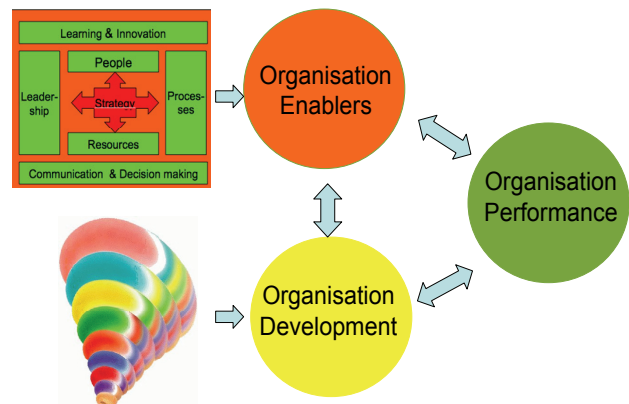 Learning & Innovation
People
Leader-
ship
Strategy
Proces-
ses
Resources
Communication & Decision making
Organisation
Enablers
Organisation
Performance
Organisation
Development